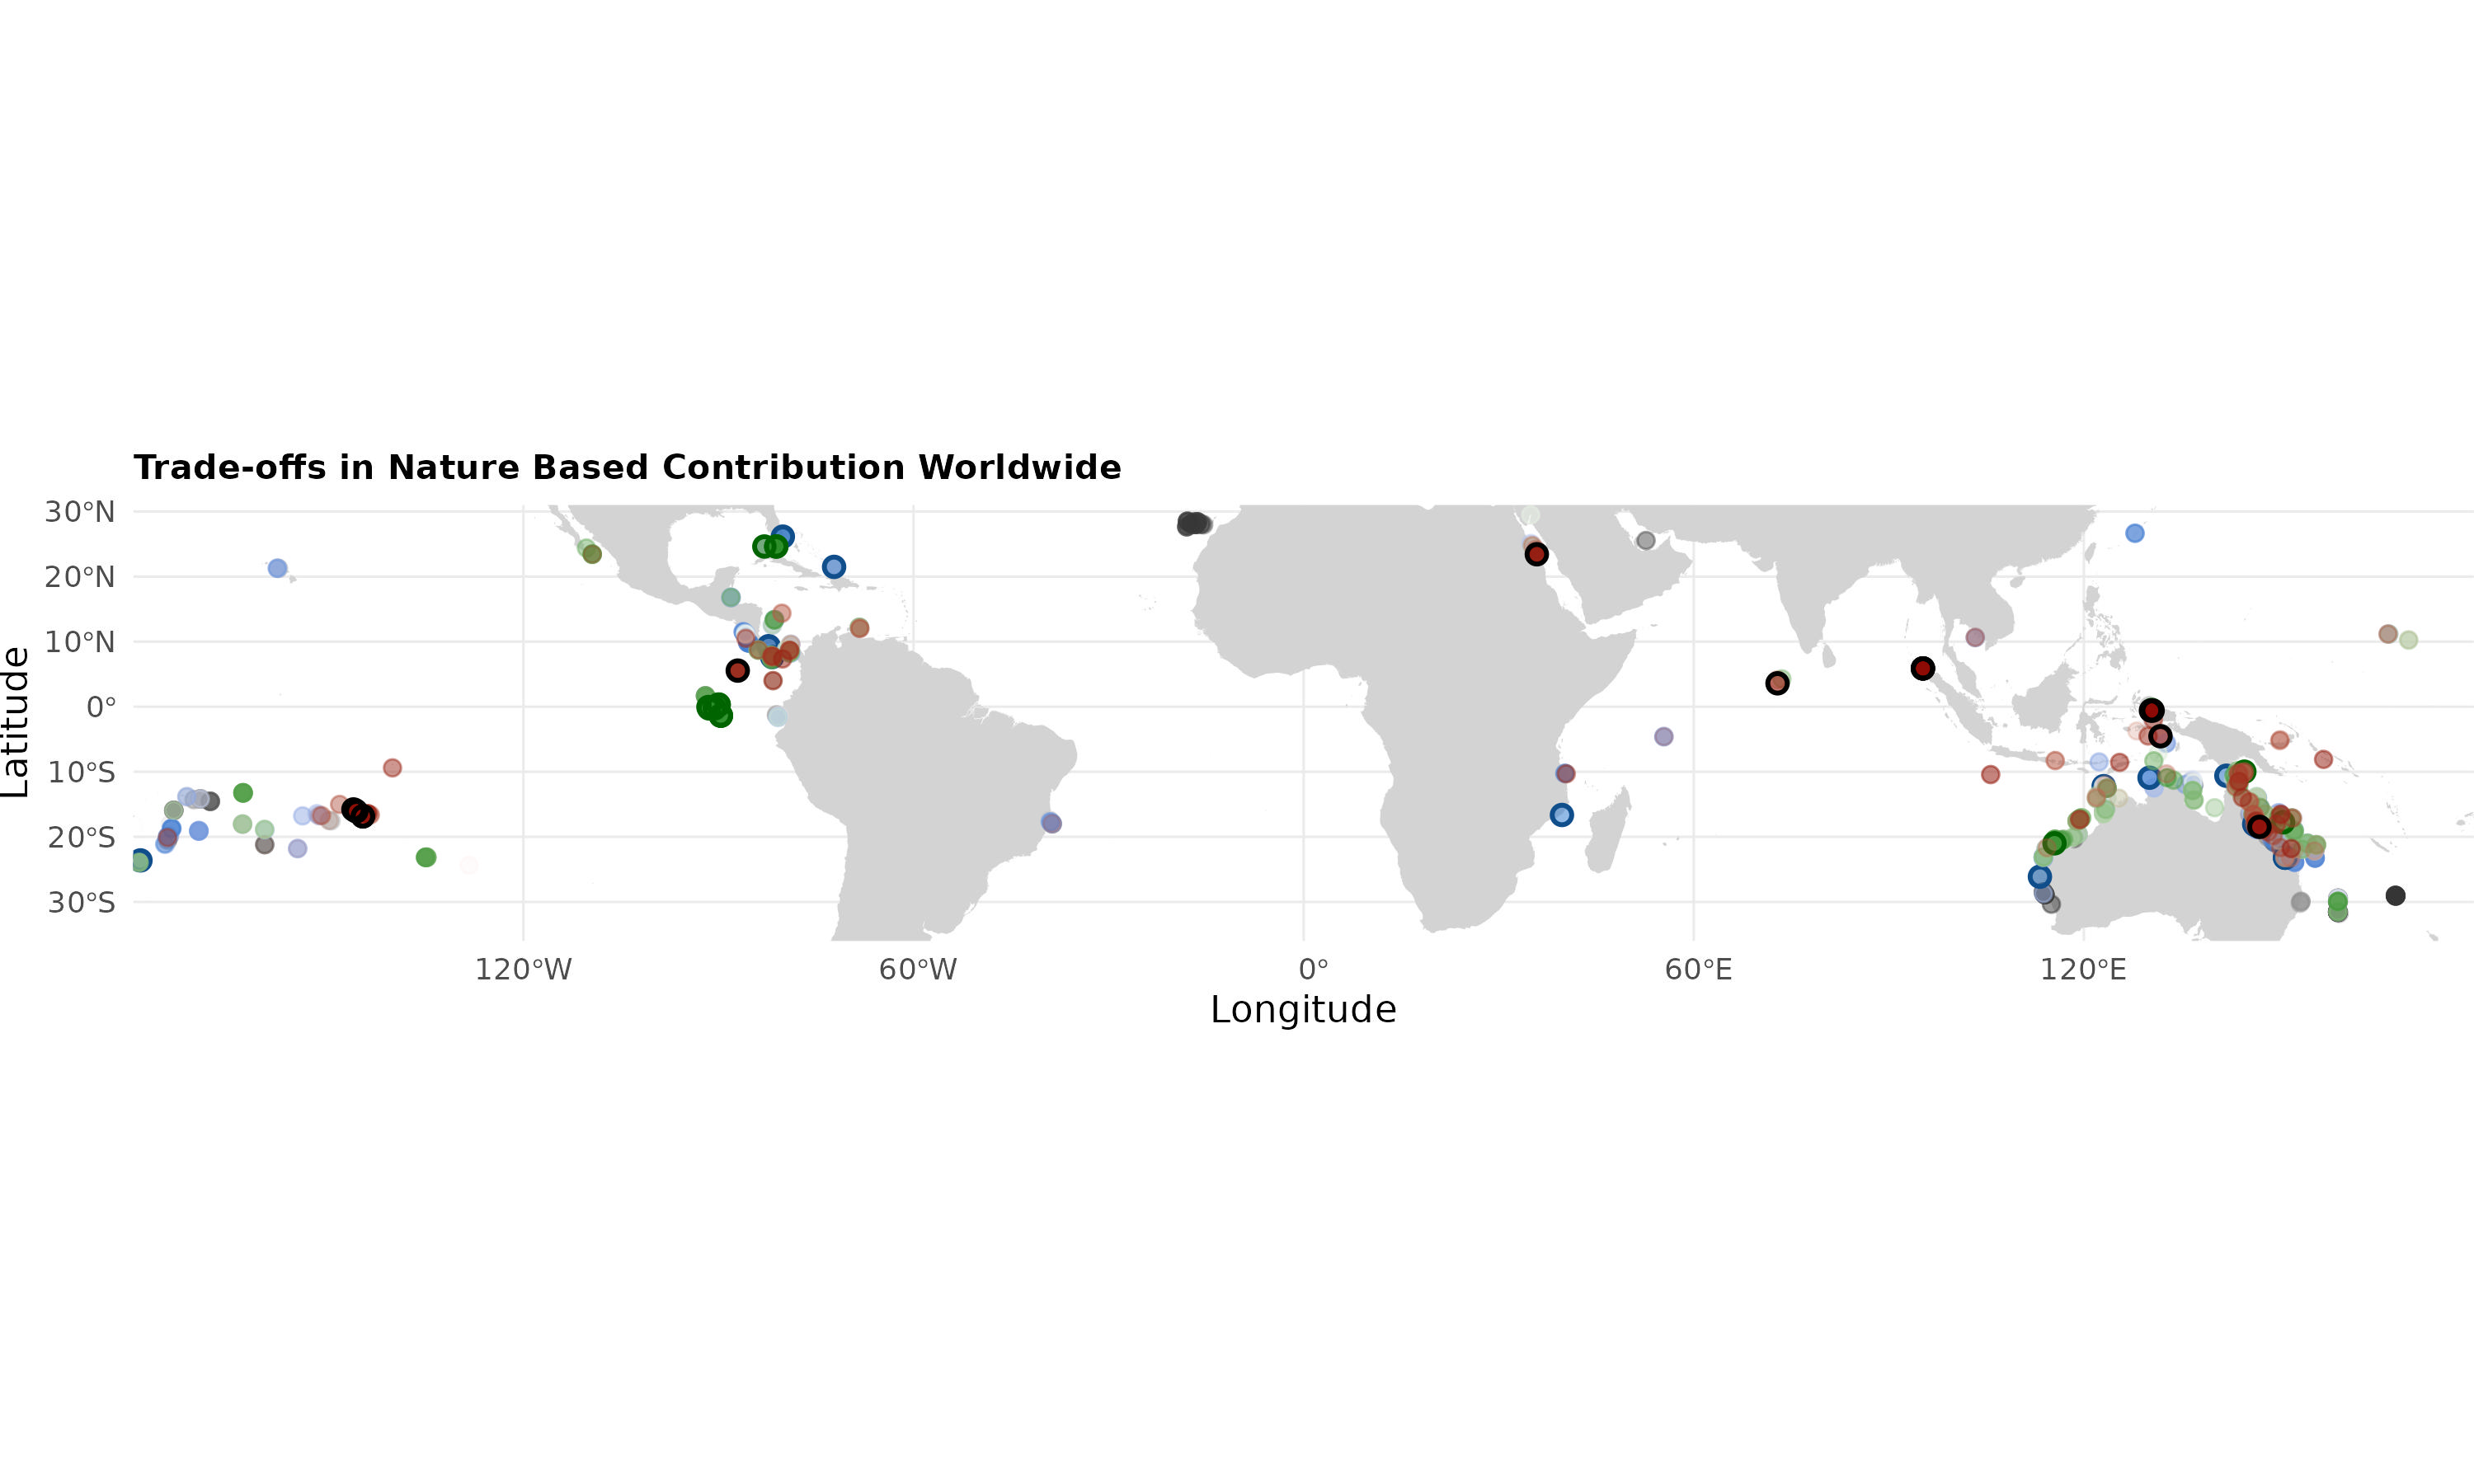 Trade-offs in Nature Based Contribution Worldwide
30°N
20°N
10°N
0°
10°S
20°S
30°S
Latitude
120°W 60°W 0° 60°E 120°E
Longitude